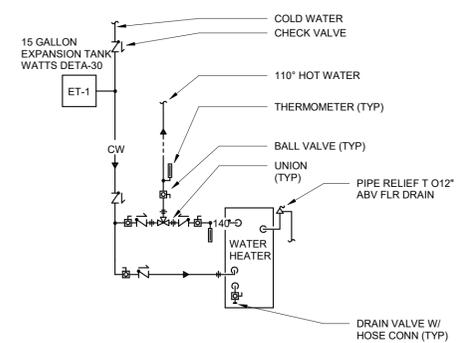 COLD WATER
CHECK VALVE
15 GALLON
EXPANSION TANK
WATTS DETA-30
ET-1
110° HOT WATER
THERMOMETER (TYP)
CW
BALL VALVE (TYP)
UNION
(TYP)
PIPE RELIEF T O12"
ABV FLR DRAIN
140
WATER
HEATER
DRAIN VALVE W/
HOSE CONN (TYP)